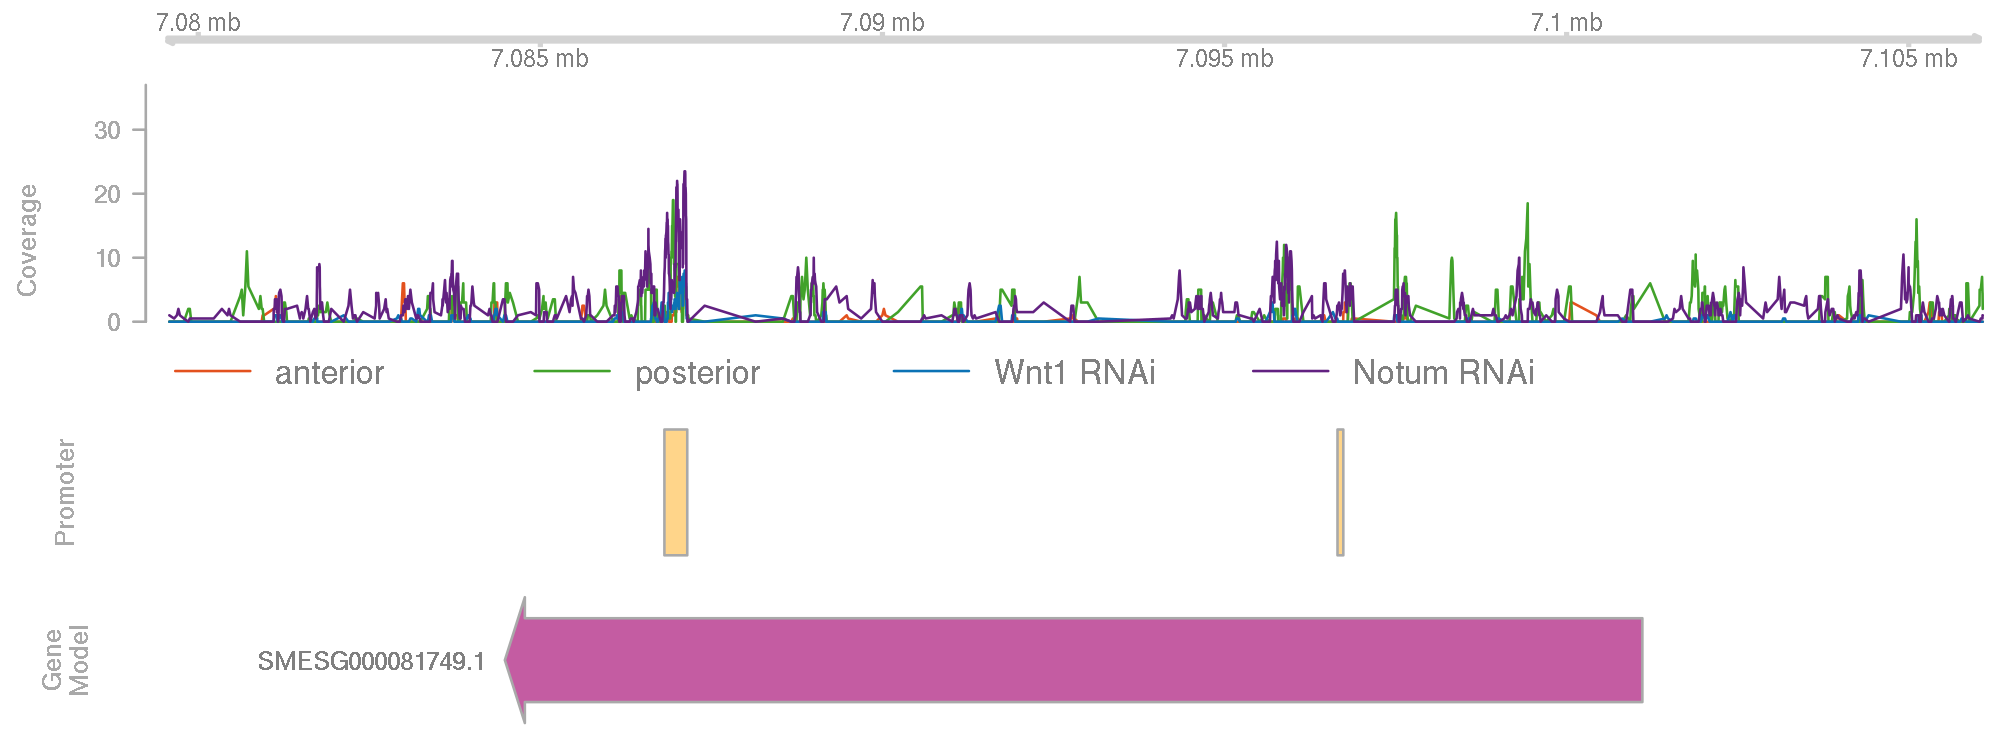 7.08 mb 7.09 mb 7.1 mb
7.085 mb 7.095 mb 7.105 mb
Coverage
30
20
10
0
anterior posterior Wnt1 RNAi Notum RNAi
Promoter
0
Gene
Model
SMESG000081749.1